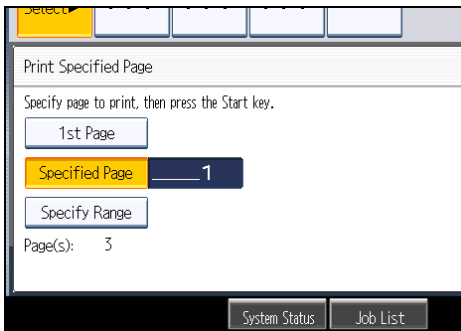 Select►
Print Specified Page
Specify page to print, then press the Start key.
1st Page
Specified Page _____1
Specify Range
Page(s): 3
System Status Job List